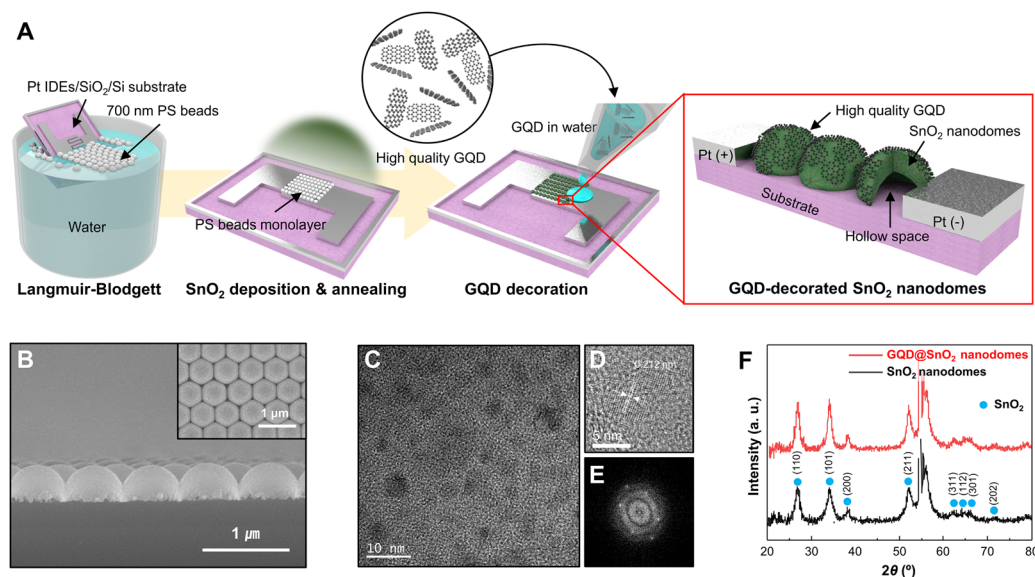 A
Pt IDEs/SiO₂/Si substrate
700 nm PS beads
Water
Langmuir-Blodgett
PS beads monolayer
SnO₂ deposition & annealing
High quality GQD
GQD in water
GQD decoration
High quality GQD
SnO₂ nanodomes
Pt (+)
Substrate
Pt (-)
Hollow space
GQD-decorated SnO₂ nanodomes
B
1 μm
1 μm
C
10 nm
D
0.212 nm
5 nm
E
F
GQD@SnO₂ nanodomes
SnO₂ nanodomes
SnO₂
Intensity (a. u.)
(110)
(101)
(200)
(211)
(311)
(112)
(301)
(202)
20 30 40 50 60 70 80
2θ (º)